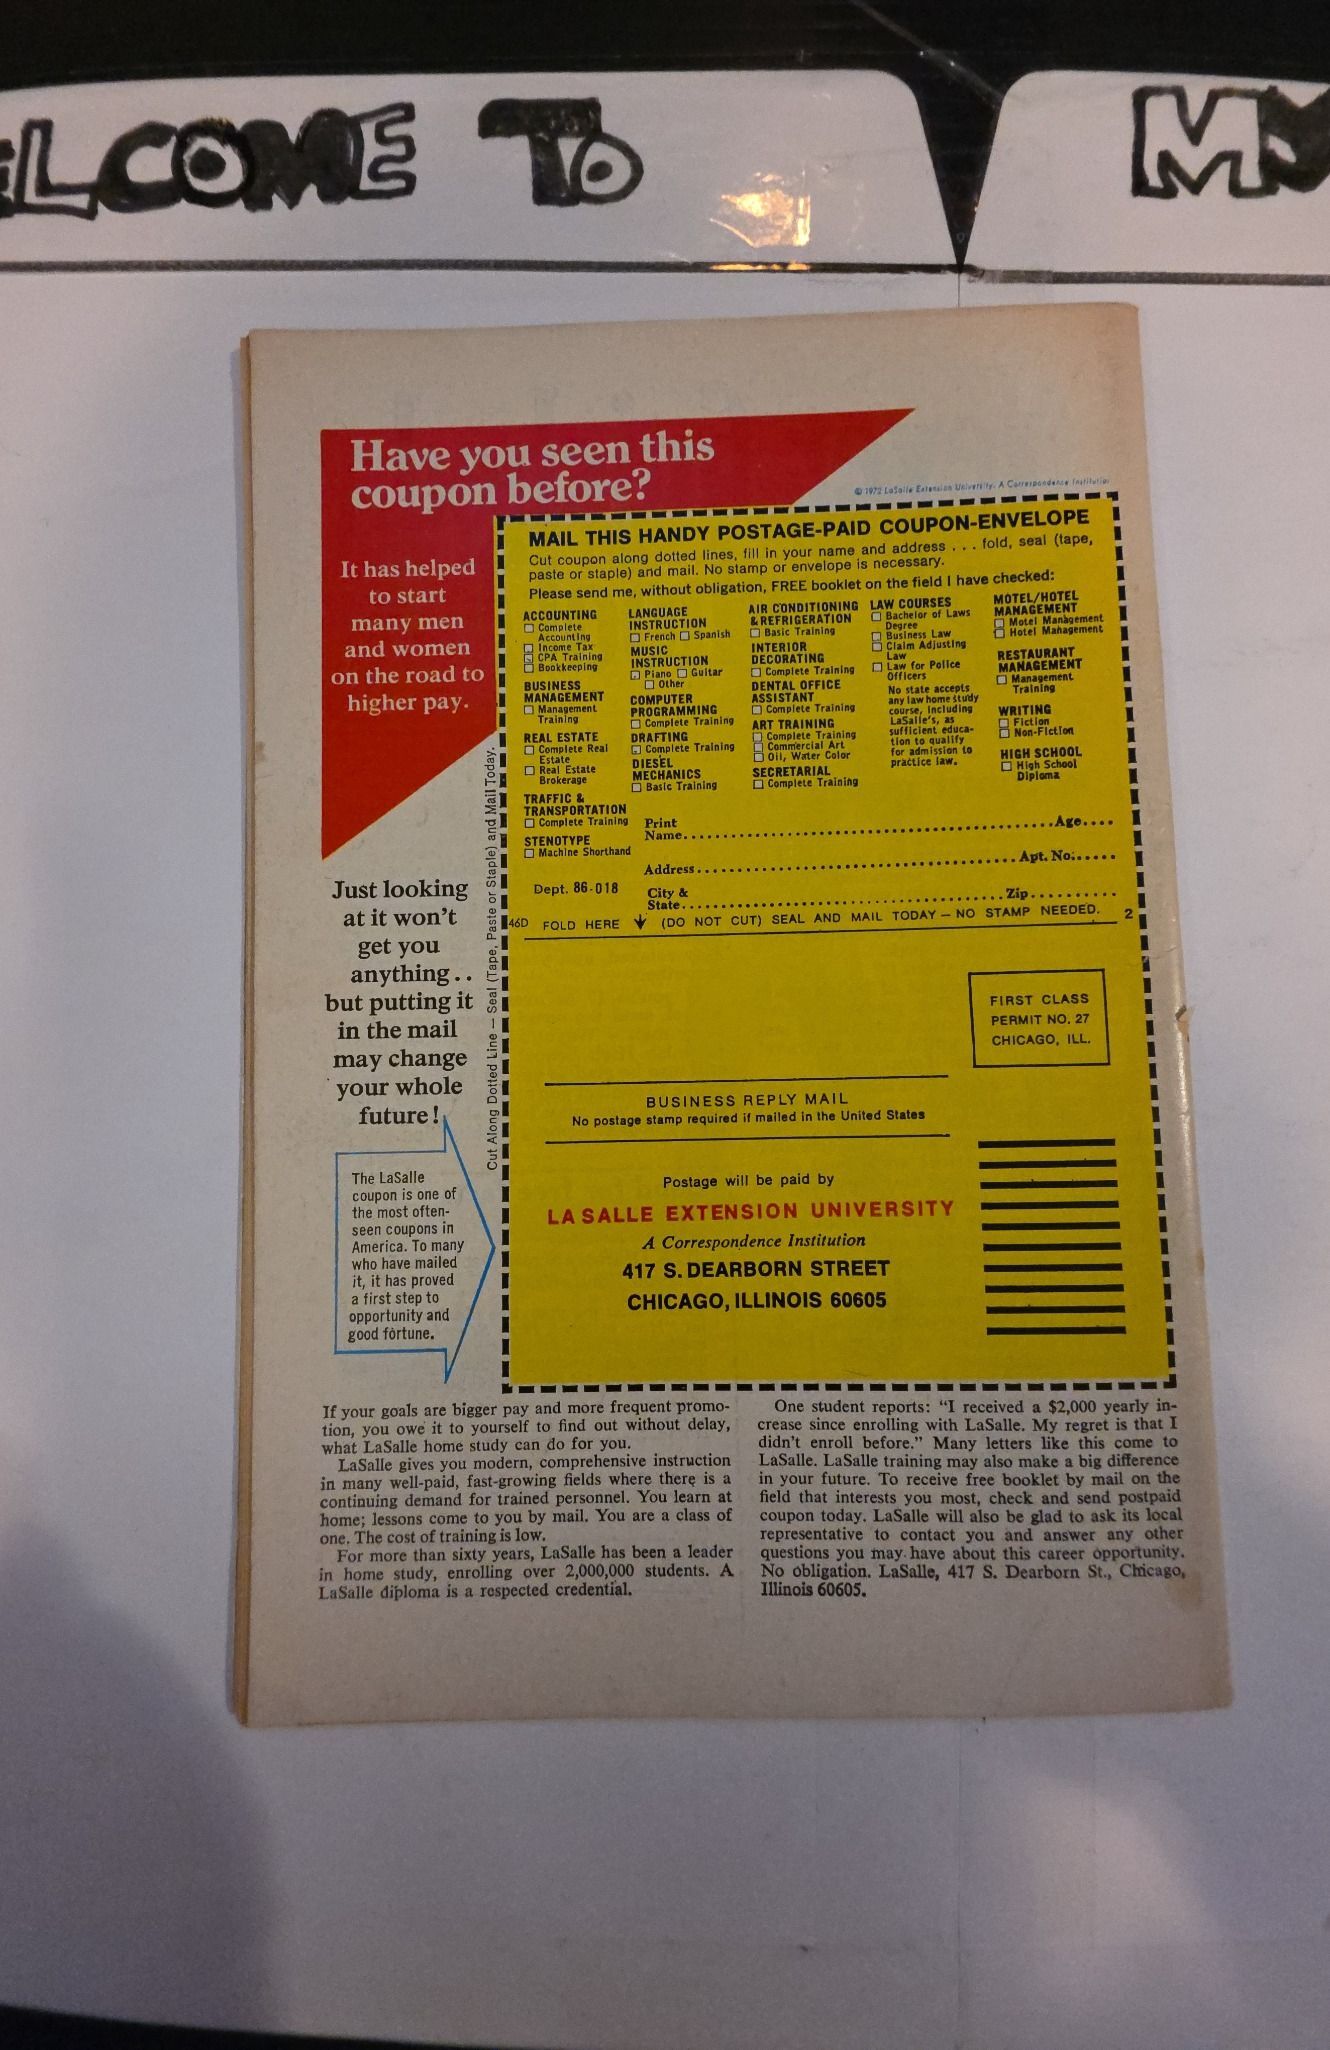 ELCOME TO
MY
Have you seen this
coupon before?
© 1972 LaSalle Extension University, A Correspondence Institution
It has helped
to start
many men
and women
on the road to
higher pay.
MAIL THIS HANDY POSTAGE-PAID COUPON-ENVELOPE
Cut coupon along dotted lines, fill in your name and address . . . fold, seal (tape,
paste or staple) and mail. No stamp or envelope is necessary.
Please send me, without obligation, FREE booklet on the field I have checked:
ACCOUNTING
☐ Complete
Accounting
☐ Income Tax
☐ CPA Training
☐ Bookkeeping
BUSINESS
MANAGEMENT
☐ Management
Training
REAL ESTATE
☐ Complete Real
Estate
☐ Real Estate
Brokerage
TRAFFIC &
TRANSPORTATION
☐ Complete Training
STENOTYPE
☐ Machine Shorthand
LANGUAGE
INSTRUCTION
☐ French ☐ Spanish
MUSIC
INSTRUCTION
☐ Piano ☐ Guitar
☐ Other
COMPUTER
PROGRAMMING
☐ Complete Training
DRAFTING
☐ Complete Training
DIESEL
MECHANICS
☐ Basic Training
AIR CONDITIONING
& REFRIGERATION
☐ Basic Training
INTERIOR
DECORATING
☐ Complete Training
DENTAL OFFICE
ASSISTANT
☐ Complete Training
ART TRAINING
☐ Complete Training
☐ Commercial Art
☐ Oil, Water Color
SECRETARIAL
☐ Complete Training
LAW COURSES
☐ Bachelor of Laws
Degree
☐ Business Law
☐ Claim Adjusting
Law
☐ Law for Police
Officers
No state accepts
any law home study
course, including
LaSalle's, as
sufficient educa-
tion to qualify
for admission to
practice law.
MOTEL/HOTEL
MANAGEMENT
☐ Motel Management
☐ Hotel Management
RESTAURANT
MANAGEMENT
☐ Management
Training
WRITING
☐ Fiction
☐ Non-Fiction
HIGH SCHOOL
☐ High School
Diploma
Print
Name.......................................................Age....
Address................................................Apt. No......
Dept. 86-018
City &
State................................................Zip..........
46D FOLD HERE (DO NOT CUT) SEAL AND MAIL TODAY — NO STAMP NEEDED. 2
Cut Along Dotted Line — Seal (Tape, Paste or Staple) and Mail Today.
Just looking
at it won't
get you
anything . .
but putting it
in the mail
may change
your whole
future!
The LaSalle
coupon is one of
the most often-
seen coupons in
America. To many
who have mailed
it, it has proved
a first step to
opportunity and
good fortune.
FIRST CLASS
PERMIT NO. 27
CHICAGO, ILL.
BUSINESS REPLY MAIL
No postage stamp required if mailed in the United States
Postage will be paid by
LA SALLE EXTENSION UNIVERSITY
A Correspondence Institution
417 S. DEARBORN STREET
CHICAGO, ILLINOIS 60605
If your goals are bigger pay and more frequent promo-
tion, you owe it to yourself to find out without delay,
what LaSalle home study can do for you.
LaSalle gives you modern, comprehensive instruction
in many well-paid, fast-growing fields where there is a
continuing demand for trained personnel. You learn at
home; lessons come to you by mail. You are a class of
one. The cost of training is low.
For more than sixty years, LaSalle has been a leader
in home study, enrolling over 2,000,000 students. A
LaSalle diploma is a respected credential.
One student reports: "I received a $2,000 yearly in-
crease since enrolling with LaSalle. My regret is that I
didn't enroll before." Many letters like this come to
LaSalle. LaSalle training may also make a big difference
in your future. To receive free booklet by mail on the
field that interests you most, check and send postpaid
coupon today. LaSalle will also be glad to ask its local
representative to contact you and answer any other
questions you may have about this career opportunity.
No obligation. LaSalle, 417 S. Dearborn St., Chicago,
Illinois 60605.